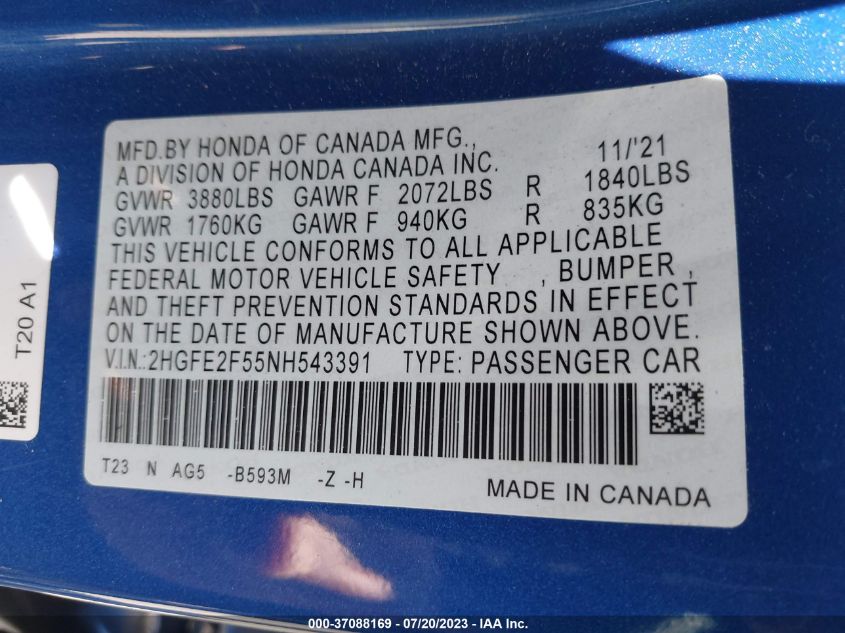 MFD.BY HONDA OF CANADA MFG., 11/'21
A DIVISION OF HONDA CANADA INC.
GVWR 3880LBS GAWR F 2072LBS R 1840LBS
GVWR 1760KG GAWR F 940KG R 835KG
THIS VEHICLE CONFORMS TO ALL APPLICABLE
FEDERAL MOTOR VEHICLE SAFETY , BUMPER ,
AND THEFT PREVENTION STANDARDS IN EFFECT
ON THE DATE OF MANUFACTURE SHOWN ABOVE.
V.I.N.:2HGFE2F55NH543391 TYPE: PASSENGER CAR
T23 N AG5 -B593M -Z -H
MADE IN CANADA
T20 A1
000-37088169 / 07/20/2023 - IAA Inc.